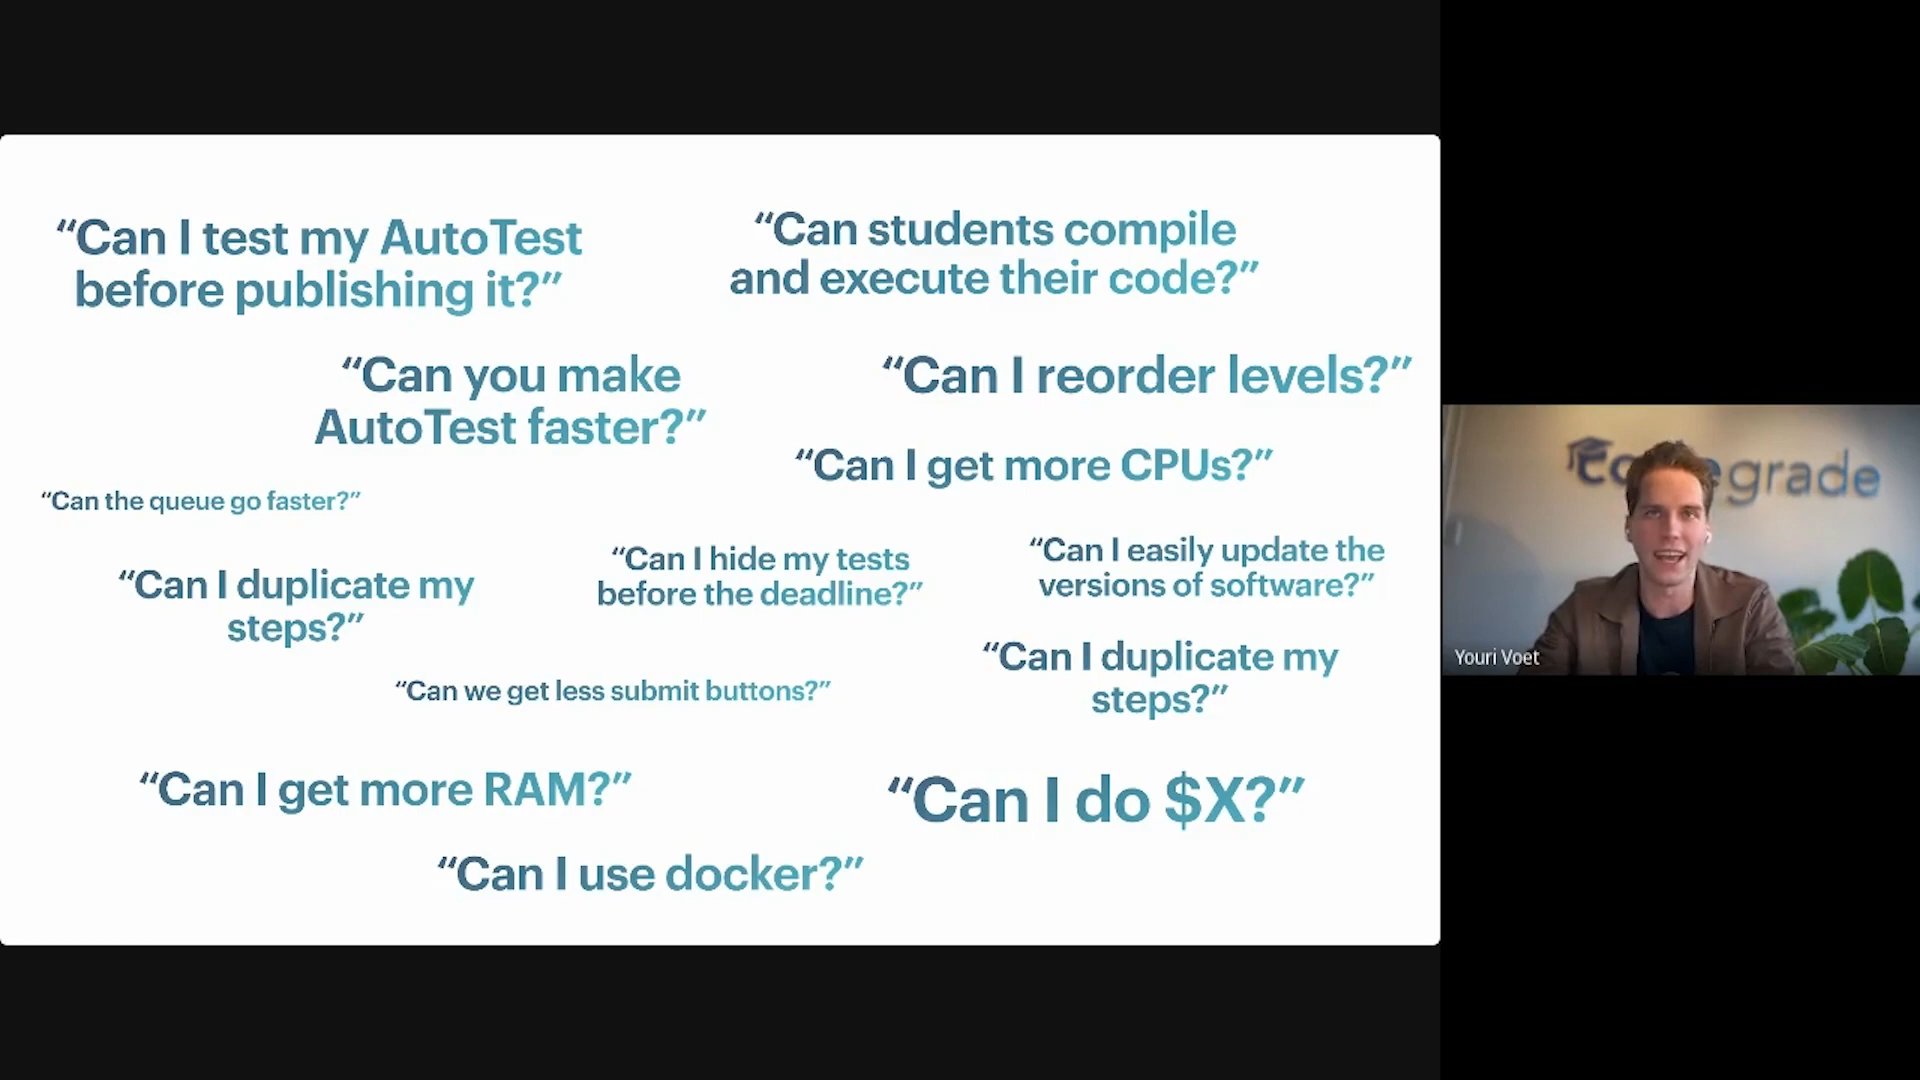 “Can I test my AutoTest
before publishing it?”
“Can students compile
and execute their code?”
“Can you make
AutoTest faster?”
“Can I reorder levels?”
“Can I get more CPUs?”
“Can the queue go faster?”
“Can I duplicate my
steps?”
“Can I hide my tests
before the deadline?”
“Can I easily update the
versions of software?”
“Can we get less submit buttons?”
“Can I duplicate my
steps?”
“Can I get more RAM?”
“Can I do $X?”
“Can I use docker?”
grade
Youri Voet